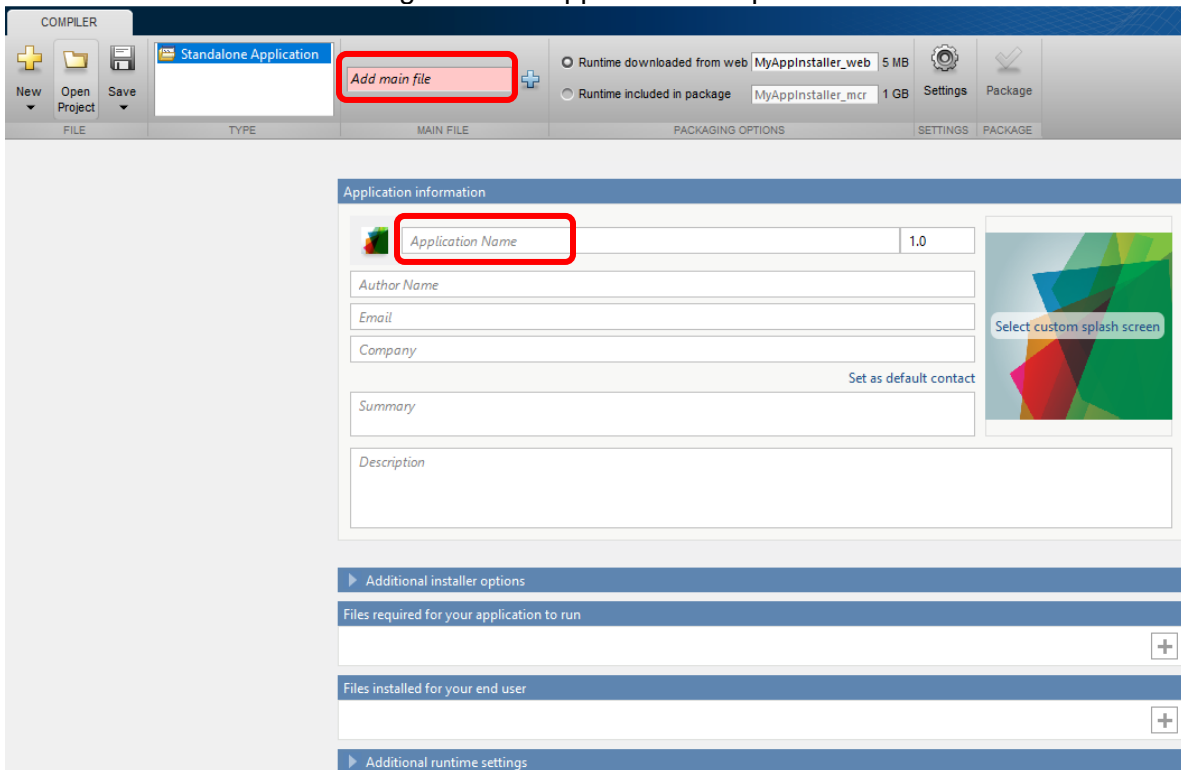 COMPILER
New
Open
Project
Save
Standalone Application
Add main file
Runtime downloaded from web MyAppInstaller_web 5 MB
Runtime included in package MyAppInstaller_mcr 1 GB
Settings
Package
FILE TYPE MAIN FILE PACKAGING OPTIONS SETTINGS PACKAGE
Application information
Application Name 1.0
Author Name
Email
Company
Set as default contact
Select custom splash screen
Summary
Description
Additional installer options
Files required for your application to run
Files installed for your end user
Additional runtime settings